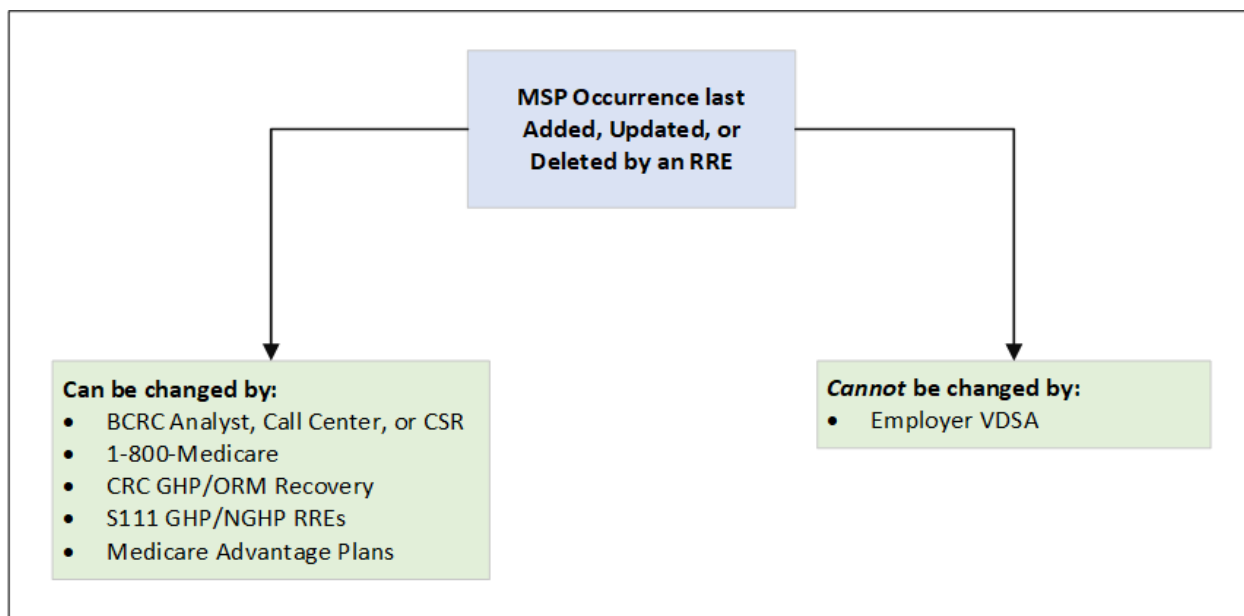 MSP Occurrence last
Added, Updated, or
Deleted by an RRE
Can be changed by:
• BCRC Analyst, Call Center, or CSR
• 1-800-Medicare
• CRC GHP/ORM Recovery
• S111 GHP/NGHP RREs
• Medicare Advantage Plans
Cannot be changed by:
• Employer VDSA